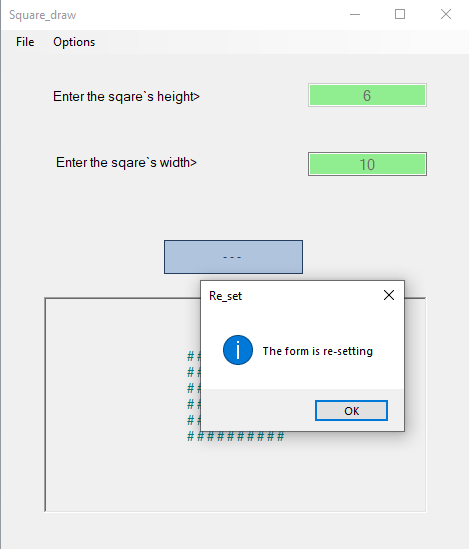 Square_draw
File Options
Enter the sqare`s height>
6
Enter the sqare`s width>
10
---
Re_set
The form is re-setting
OK
##
##
##
##
##
##########